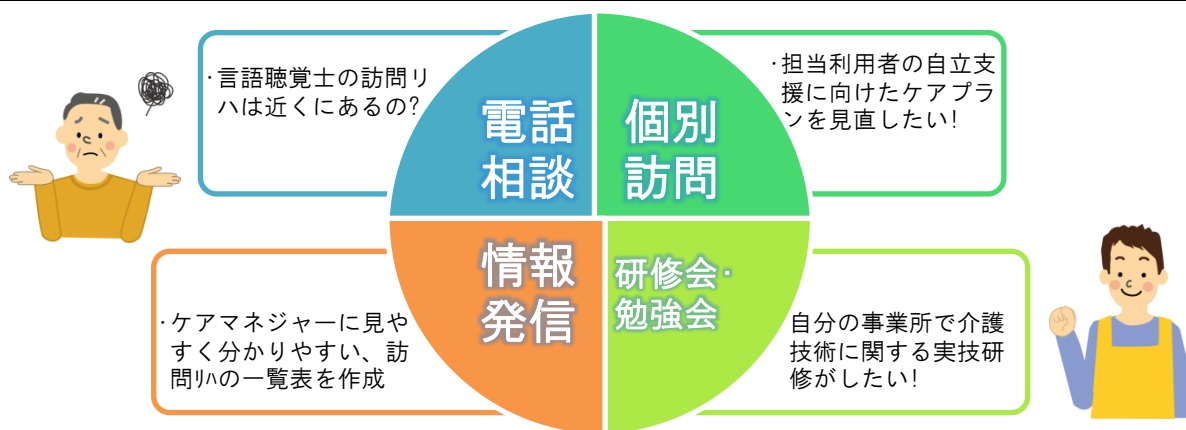 ・言語聴覚士の訪問リ
ハは近くにあるの?
電話
相談
個別
訪問
・担当利用者の自立支
援に向けたケアプラ
ンを見直したい!
・ケアマネジャーに見や
すく分かりやすい、訪
問ﾘﾊの一覧表を作成
情報
発信
研修会・
勉強会
自分の事業所で介護
技術に関する実技研
修がしたい!